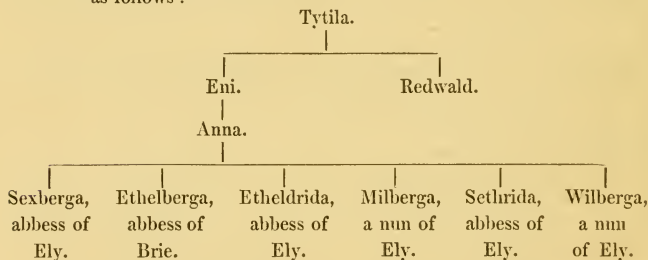 as follows :
Tytila.
Eni. Redwald.
Anna.
Sexberga, Ethelberga, Etheldrida, Milberga, Sethrida, Wilberga,
abbess of abbess of abbess of a nun of abbess of a nun
Ely. Brie. Ely. Ely. Ely. of Ely.